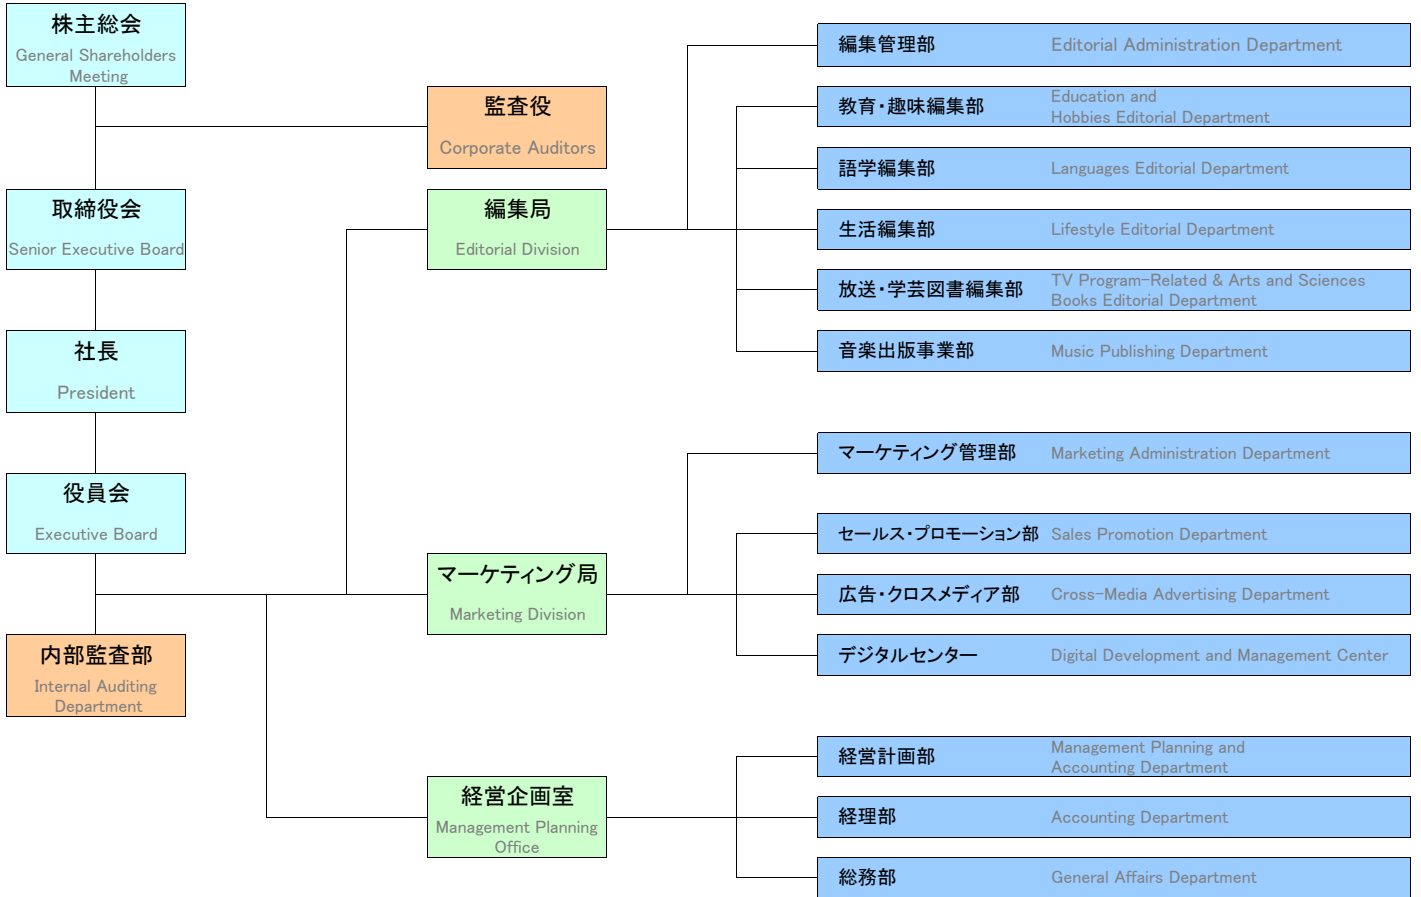 株主総会
General Shareholders
Meeting
監査役
Corporate Auditors
取締役会
Senior Executive Board
社長
President
役員会
Executive Board
内部監査部
Internal Auditing
Department
編集局
Editorial Division
編集管理部 Editorial Administration Department
教育・趣味編集部 Education and
Hobbies Editorial Department
語学編集部 Languages Editorial Department
生活編集部 Lifestyle Editorial Department
放送・学芸図書編集部 TV Program-Related & Arts and Sciences
Books Editorial Department
音楽出版事業部 Music Publishing Department
マーケティング局
Marketing Division
マーケティング管理部 Marketing Administration Department
セールス・プロモーション部 Sales Promotion Department
広告・クロスメディア部 Cross-Media Advertising Department
デジタルセンター Digital Development and Management Center
経営企画室
Management Planning
Office
経営計画部 Management Planning and
Accounting Department
経理部 Accounting Department
総務部 General Affairs Department